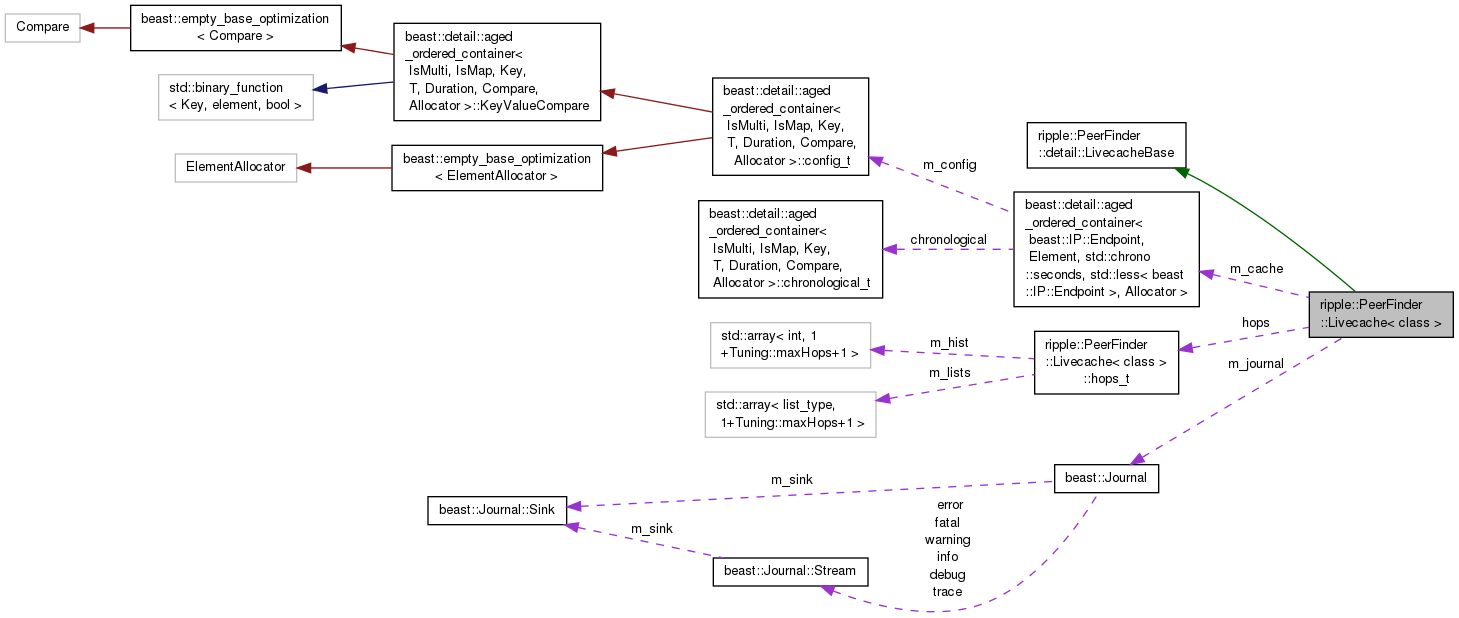 Compare
beast::empty_base_optimization
< Compare >
std::binary_function
< Key, element, bool >
ElementAllocator
beast::detail::aged
_ordered_container<
IsMulti, IsMap, Key,
T, Duration, Compare,
Allocator >::KeyValueCompare
beast::empty_base_optimization
< ElementAllocator >
beast::detail::aged
_ordered_container<
IsMulti, IsMap, Key,
T, Duration, Compare,
Allocator >::config_t
beast::detail::aged
_ordered_container<
IsMulti, IsMap, Key,
T, Duration, Compare,
Allocator >::chronological_t
m_config
chronological
ripple::PeerFinder
::detail::LivecacheBase
beast::detail::aged
_ordered_container<
beast::IP::Endpoint,
Element, std::chrono
::seconds, std::less< beast
::IP::Endpoint >, Allocator >
m_cache
hops
m_journal
ripple::PeerFinder
::Livecache< class >
std::array< int, 1
+Tuning::maxHops+1 >
std::array< list_type,
1+Tuning::maxHops+1 >
m_hist
m_lists
ripple::PeerFinder
::Livecache< class >
::hops_t
beast::Journal
m_sink
beast::Journal::Sink
m_sink
beast::Journal::Stream
error
fatal
warning
info
debug
trace